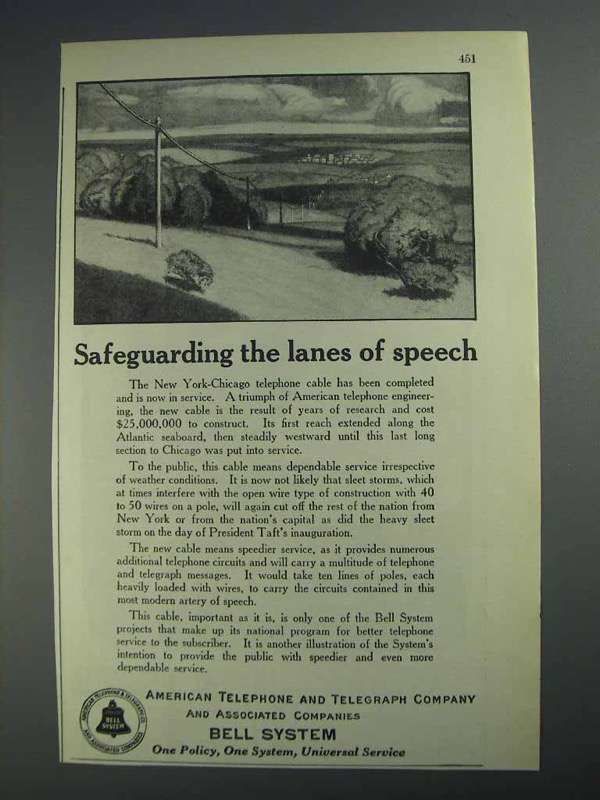 451
Safeguarding the lanes of speech
The New York-Chicago telephone cable has been completed
and is now in service. A triumph of American telephone engineer-
ing, the new cable is the result of years of research and cost
$25,000,000 to construct. Its first reach extended along the
Atlantic seaboard, then steadily westward until this last long
section to Chicago was put into service.
To the public, this cable means dependable service irrespective
of weather conditions. It is now not likely that sleet storms, which
at times interfere with the open wire type of construction with 40
to 50 wires on a pole, will again cut off the rest of the nation from
New York or from the nation's capital as did the heavy sleet
storm on the day of President Taft's inauguration.
The new cable means speedier service, as it provides numerous
additional telephone circuits and will carry a multitude of telephone
and telegraph messages. It would take ten lines of poles, each
heavily loaded with wires, to carry the circuits contained in this
most modern artery of speech.
This cable, important as it is, is only one of the Bell System
projects that make up its national program for better telephone
service to the subscriber. It is another illustration of the System's
intention to provide the public with speedier and even more
dependable service.
AMERICAN TELEPHONE & TELEGRAPH CO.
AND ASSOCIATED COMPANIES
BELL
SYSTEM
AMERICAN TELEPHONE AND TELEGRAPH COMPANY
AND ASSOCIATED COMPANIES
BELL SYSTEM
One Policy, One System, Universal Service